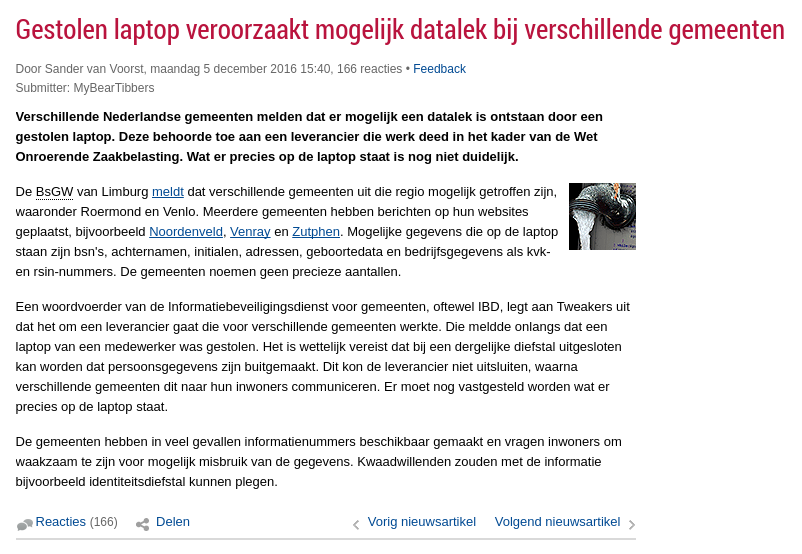 Gestolen laptop veroorzaakt mogelijk datalek bij verschillende gemeenten
Door Sander van Voorst, maandag 5 december 2016 15:40, 166 reacties • Feedback
Submitter: MyBearTibbers
Verschillende Nederlandse gemeenten melden dat er mogelijk een datalek is ontstaan door een
gestolen laptop. Deze behoorde toe aan een leverancier die werk deed in het kader van de Wet
Onroerende Zaakbelasting. Wat er precies op de laptop staat is nog niet duidelijk.
De BsGW van Limburg meldt dat verschillende gemeenten uit die regio mogelijk getroffen zijn,
waaronder Roermond en Venlo. Meerdere gemeenten hebben berichten op hun websites
geplaatst, bijvoorbeeld Noordenveld, Venray en Zutphen. Mogelijke gegevens die op de laptop
staan zijn bsn's, achternamen, initialen, adressen, geboortedata en bedrijfsgegevens als kvk-
en rsin-nummers. De gemeenten noemen geen precieze aantallen.
Een woordvoerder van de Informatiebeveiligingsdienst voor gemeenten, oftewel IBD, legt aan Tweakers uit
dat het om een leverancier gaat die voor verschillende gemeenten werkte. Die meldde onlangs dat een
laptop van een medewerker was gestolen. Het is wettelijk vereist dat bij een dergelijke diefstal uitgesloten
kan worden dat persoonsgegevens zijn buitgemaakt. Dit kon de leverancier niet uitsluiten, waarna
verschillende gemeenten dit naar hun inwoners communiceren. Er moet nog vastgesteld worden wat er
precies op de laptop staat.
De gemeenten hebben in veel gevallen informatienummers beschikbaar gemaakt en vragen inwoners om
waakzaam te zijn voor mogelijk misbruik van de gegevens. Kwaadwillenden zouden met de informatie
bijvoorbeeld identiteitsdiefstal kunnen plegen.
Reacties (166) Delen Vorig nieuwsartikel Volgend nieuwsartikel